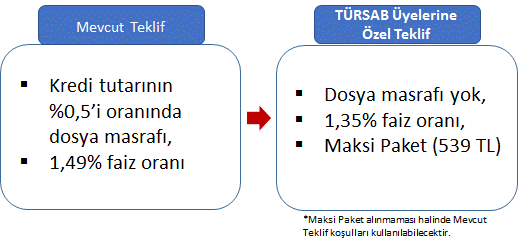 Mevcut Teklif
▪ Kredi tutarının
%0,5’i oranında
dosya masrafı,
▪ 1,49% faiz oranı
TÜRSAB Üyelerine
Özel Teklif
▪ Dosya masrafı yok,
▪ 1,35% faiz oranı,
▪ Maksi Paket (539 TL)
*Maksi Paket alınmaması halinde Mevcut
Teklif koşulları kullanılabilecektir.